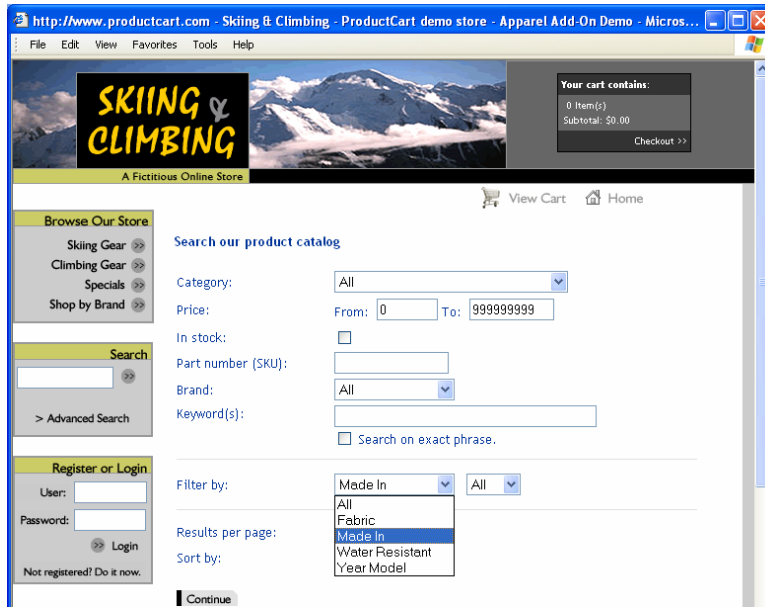 http://www.productcart.com - Skiing & Climbing - ProductCart demo store - Apparel Add-On Demo - Micros...
File Edit View Favorites Tools Help
SKIING &
CLIMBING
A Fictitious Online Store
Your cart contains:
0 Item(s)
Subtotal: $0.00
Checkout >>
View Cart Home
Browse Our Store
Skiing Gear >>
Climbing Gear >>
Specials >>
Shop by Brand >>
Search
>>
> Advanced Search
Register or Login
User:
Password:
>> Login
Not registered? Do it now.
Search our product catalog
Category: All
Price: From: 0 To: 999999999
In stock:
Part number (SKU):
Brand: All
Keyword(s):
Search on exact phrase.
Filter by: Made In All
All
Fabric
Made In
Water Resistant
Year Model
Results per page:
Sort by:
Continue